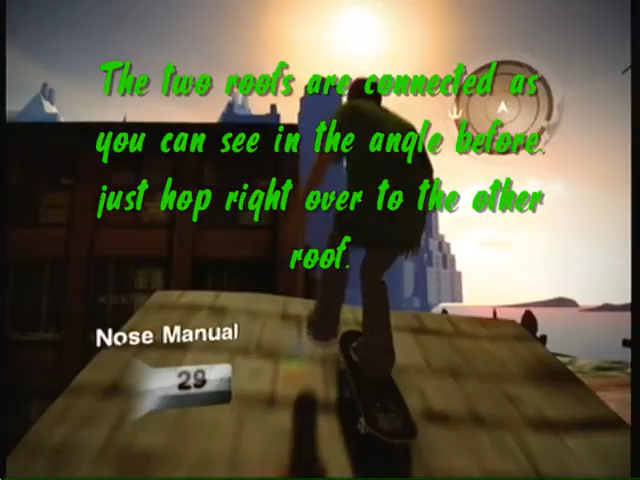 The two roofs are connected as
you can see in the angle before.
just hop right over to the other
roof.
Nose Manual
29